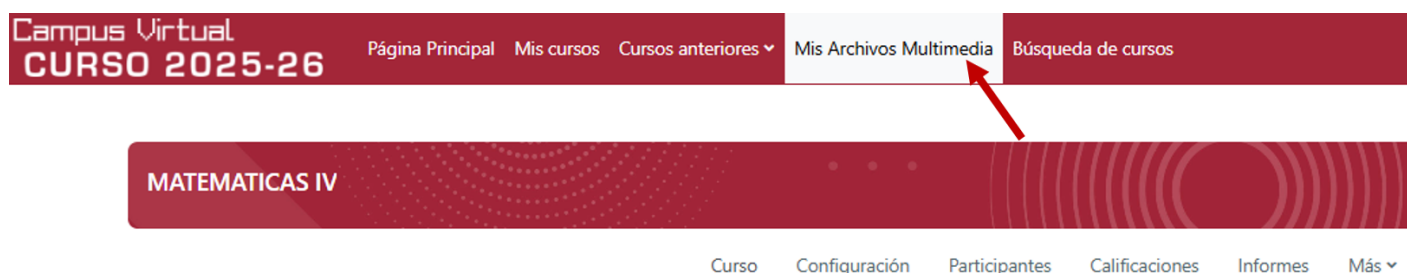 Campus Virtual
CURSO 2025-26
Página Principal Mis cursos Cursos anteriores Mis Archivos Multimedia Búsqueda de cursos
MATEMATICAS IV
Curso Configuración Participantes Calificaciones Informes Más